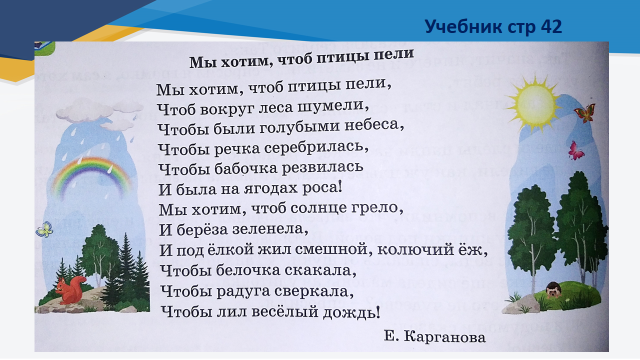 Учебник стр 42
Мы хотим, чтоб птицы пели
Мы хотим, чтоб птицы пели,
Чтоб вокруг леса шумели,
Чтобы были голубыми небеса,
Чтобы речка серебрилась,
Чтобы бабочка резвилась
И была на ягодах роса!
Мы хотим, чтоб солнце грело,
И берёза зеленела,
И под ёлкой жил смешной, колючий ёж,
Чтобы белочка скакала,
Чтобы радуга сверкала,
Чтобы лил весёлый дождь!
Е. Карганова